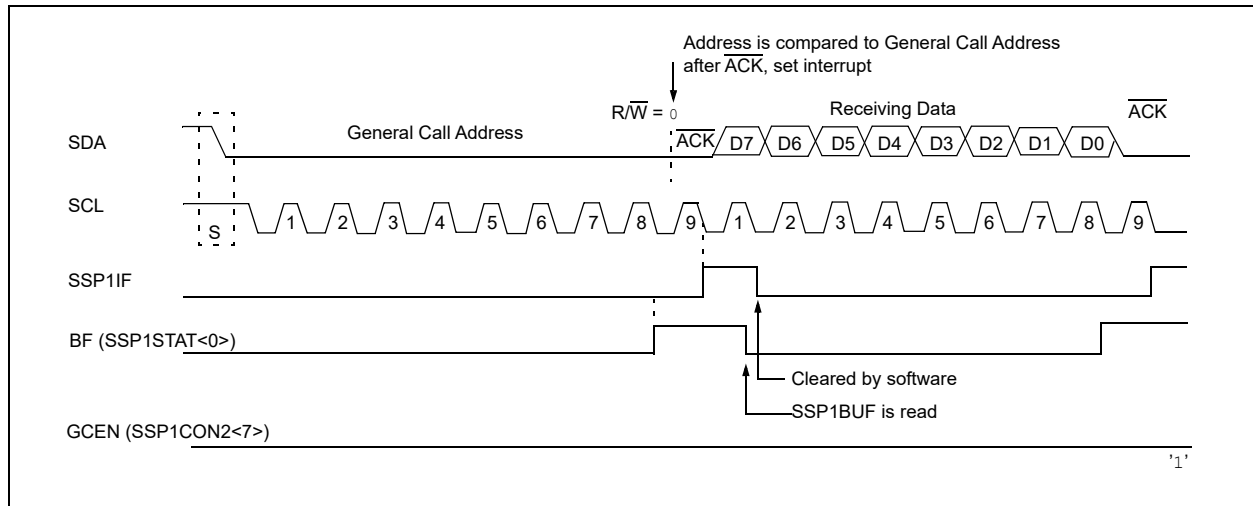 Address is compared to General Call Address
after ACK, set interrupt
R/W = 0
Receiving Data
ACK
SDA
General Call Address
ACK
D7 D6 D5 D4 D3 D2 D1 D0
SCL
S
1 2 3 4 5 6 7 8 9 1 2 3 4 5 6 7 8 9
SSP1IF
BF (SSP1STAT<0>)
Cleared by software
SSP1BUF is read
GCEN (SSP1CON2<7>)
'1'